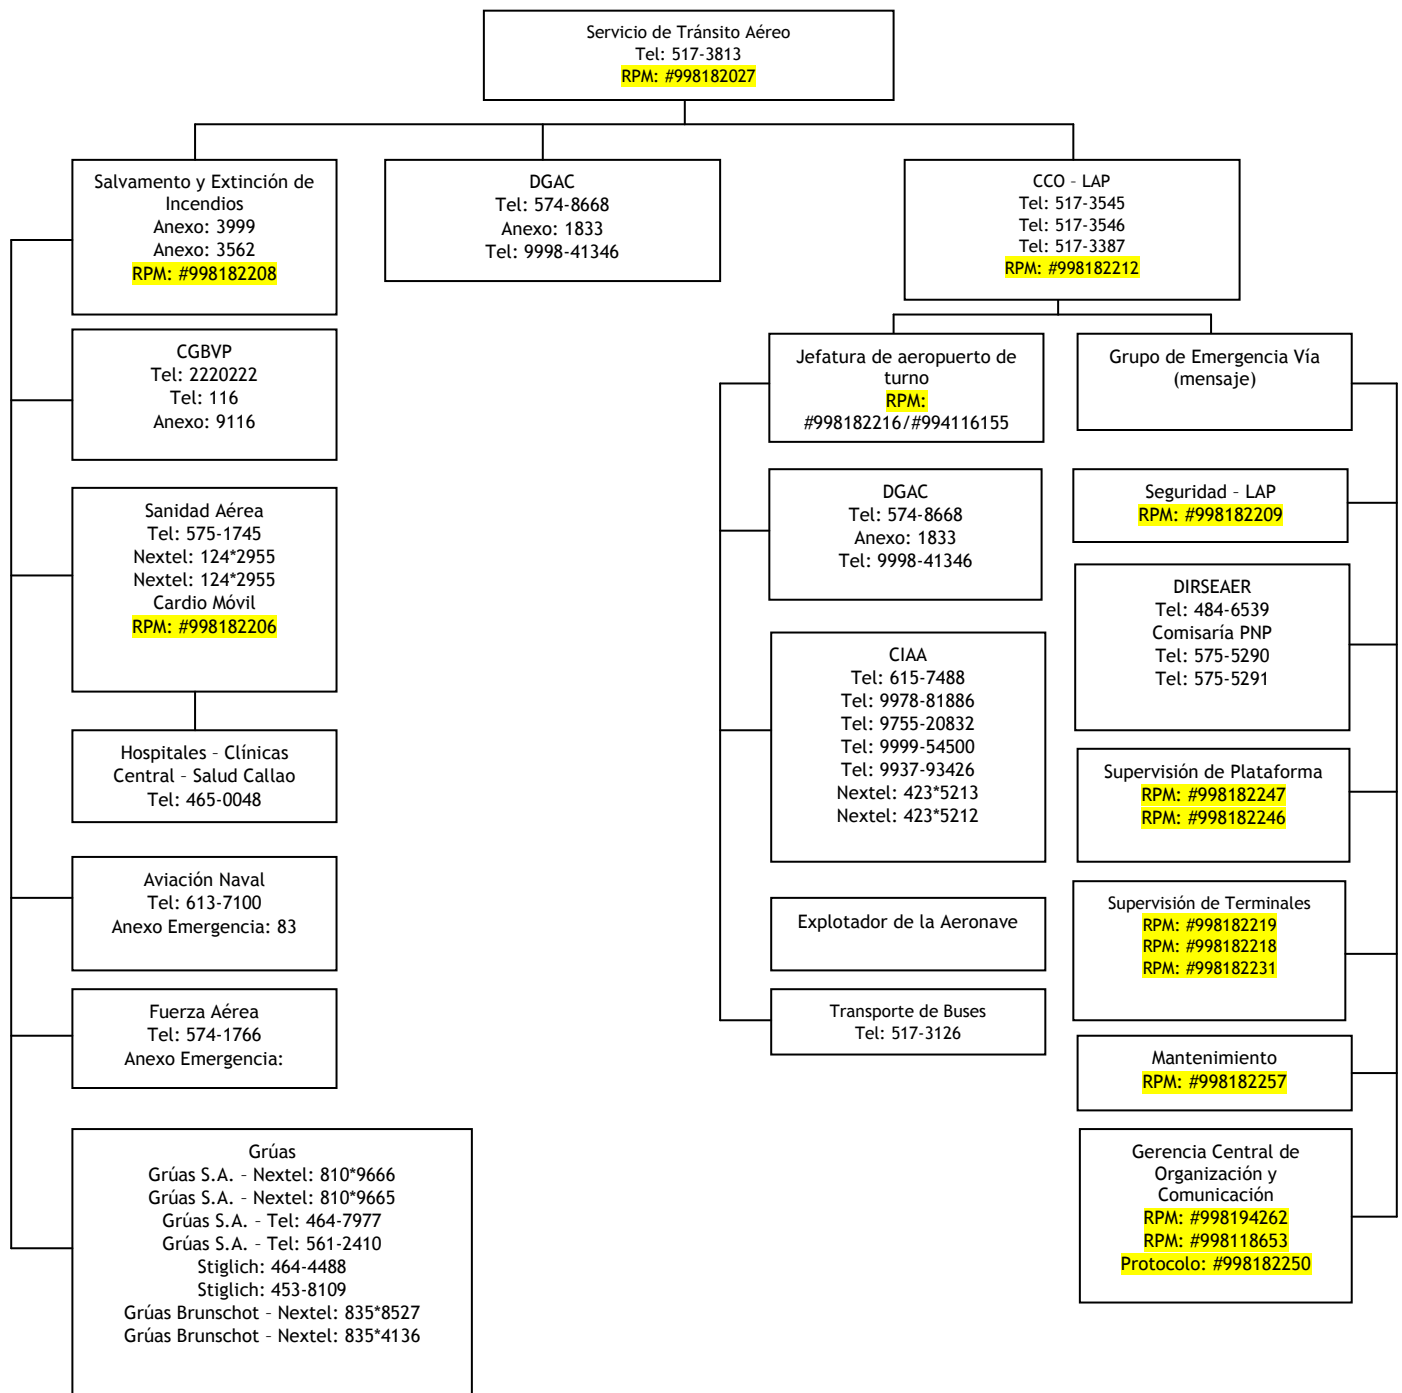 Servicio de Tránsito Aéreo
Tel: 517-3813
RPM: #998182027
Salvamento y Extinción de
Incendios
Anexo: 3999
Anexo: 3562
RPM: #998182208
DGAC
Tel: 574-8668
Anexo: 1833
Tel: 9998-41346
CCO – LAP
Tel: 517-3545
Tel: 517-3546
Tel: 517-3387
RPM: #998182212
CGBVP
Tel: 2220222
Tel: 116
Anexo: 9116
Sanidad Aérea
Tel: 575-1745
Nextel: 124*2955
Nextel: 124*2955
Cardio Móvil
RPM: #998182206
Hospitales – Clínicas
Central – Salud Callao
Tel: 465-0048
Aviación Naval
Tel: 613-7100
Anexo Emergencia: 83
Fuerza Aérea
Tel: 574-1766
Anexo Emergencia:
Grúas
Grúas S.A. – Nextel: 810*9666
Grúas S.A. – Nextel: 810*9665
Grúas S.A. – Tel: 464-7977
Grúas S.A. – Tel: 561-2410
Stiglich: 464-4488
Stiglich: 453-8109
Grúas Brunschot – Nextel: 835*8527
Grúas Brunschot – Nextel: 835*4136
Jefatura de aeropuerto de
turno
RPM:
#998182216/#994116155
DGAC
Tel: 574-8668
Anexo: 1833
Tel: 9998-41346
CIAA
Tel: 615-7488
Tel: 9978-81886
Tel: 9755-20832
Tel: 9999-54500
Tel: 9937-93426
Nextel: 423*5213
Nextel: 423*5212
Explotador de la Aeronave
Transporte de Buses
Tel: 517-3126
Grupo de Emergencia Vía
(mensaje)
Seguridad – LAP
RPM: #998182209
DIRSEAER
Tel: 484-6539
Comisaría PNP
Tel: 575-5290
Tel: 575-5291
Supervisión de Plataforma
RPM: #998182247
RPM: #998182246
Supervisión de Terminales
RPM: #998182219
RPM: #998182218
RPM: #998182231
Mantenimiento
RPM: #998182257
Gerencia Central de
Organización y
Comunicación
RPM: #998194262
RPM: #998118653
Protocolo: #998182250